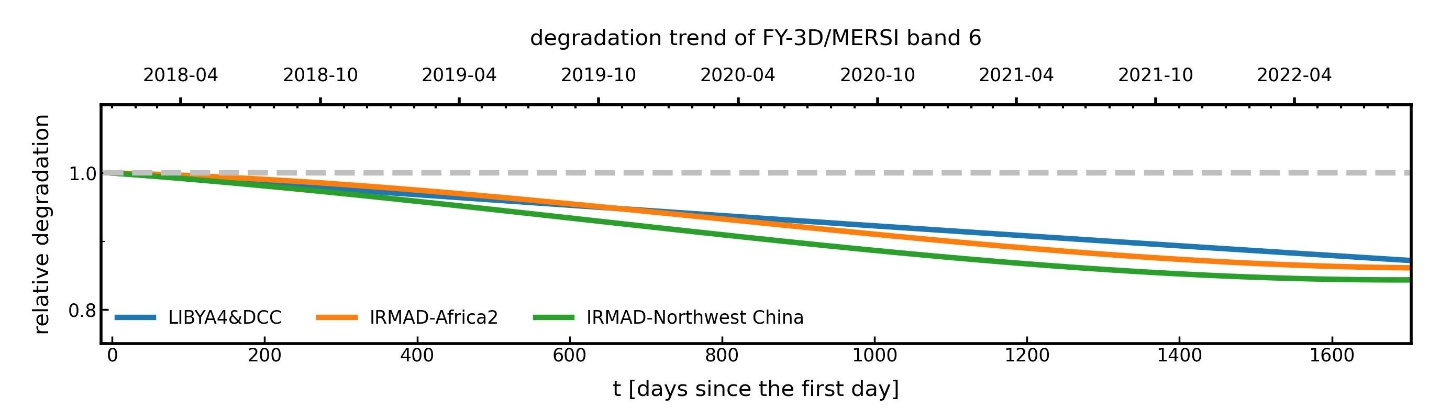 degradation trend of FY-3D/MERSI band 6
2018-04 2018-10 2019-04 2019-10 2020-04 2020-10 2021-04 2021-10 2022-04
relative degradation
1.0
0.8
LIBYA4&DCC IRMAD-Africa2 IRMAD-Northwest China
0 200 400 600 800 1000 1200 1400 1600
t [days since the first day]